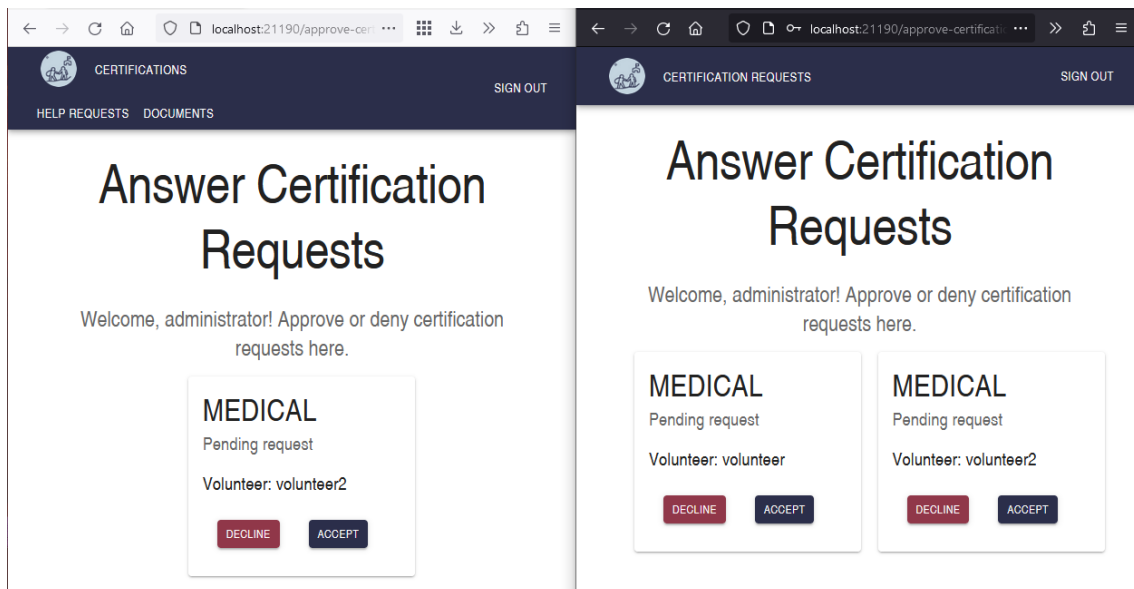 localhost:21190/approve-cert
CERTIFICATIONS
SIGN OUT
HELP REQUESTS DOCUMENTS
Answer Certification
Requests
Welcome, administrator! Approve or deny certification
requests here.
MEDICAL
Pending request
Volunteer: volunteer2
DECLINE ACCEPT
localhost:21190/approve-certificatio
CERTIFICATION REQUESTS
SIGN OUT
Answer Certification
Requests
Welcome, administrator! Approve or deny certification
requests here.
MEDICAL
Pending request
Volunteer: volunteer
DECLINE ACCEPT
MEDICAL
Pending request
Volunteer: volunteer2
DECLINE ACCEPT